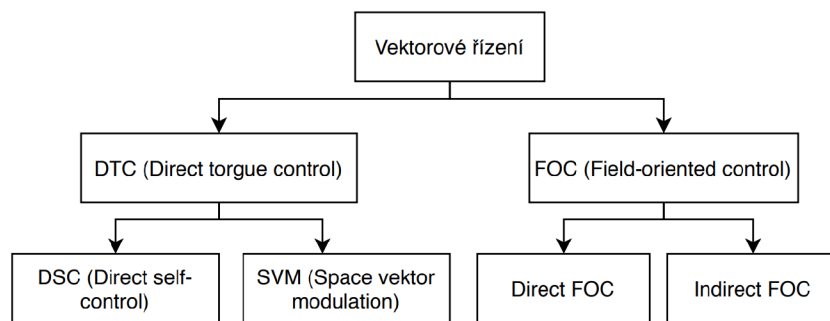 Vektorové řízení
DTC (Direct torgue control)
FOC (Field-oriented control)
DSC (Direct self-
control)
SVM (Space vektor
modulation)
Direct FOC
Indirect FOC